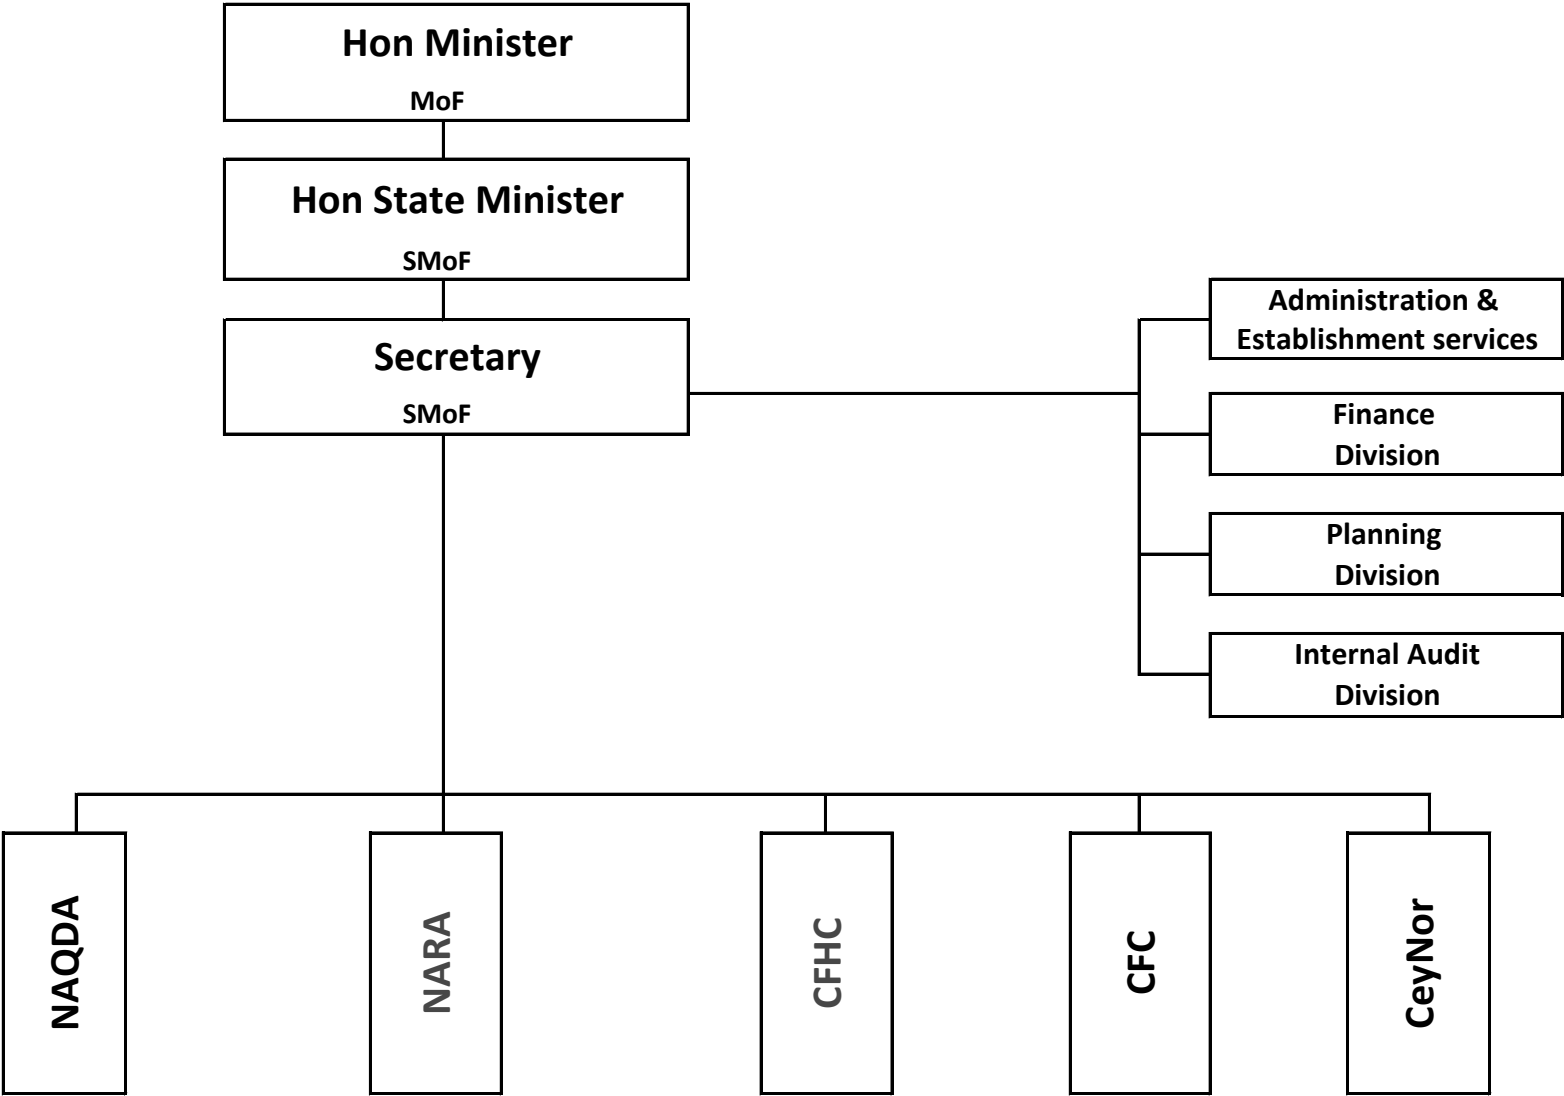 Hon Minister
MoF
Hon State Minister
SMoF
Secretary
SMoF
Administration &
Establishment services
Finance
Division
Planning
Division
Internal Audit
Division
NAQDA
NARA
CFHC
CFC
CeyNor